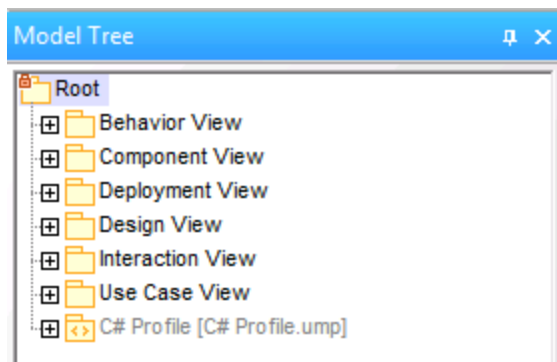 Model Tree
Root
Behavior View
Component View
Deployment View
Design View
Interaction View
Use Case View
C# Profile [C# Profile.ump]